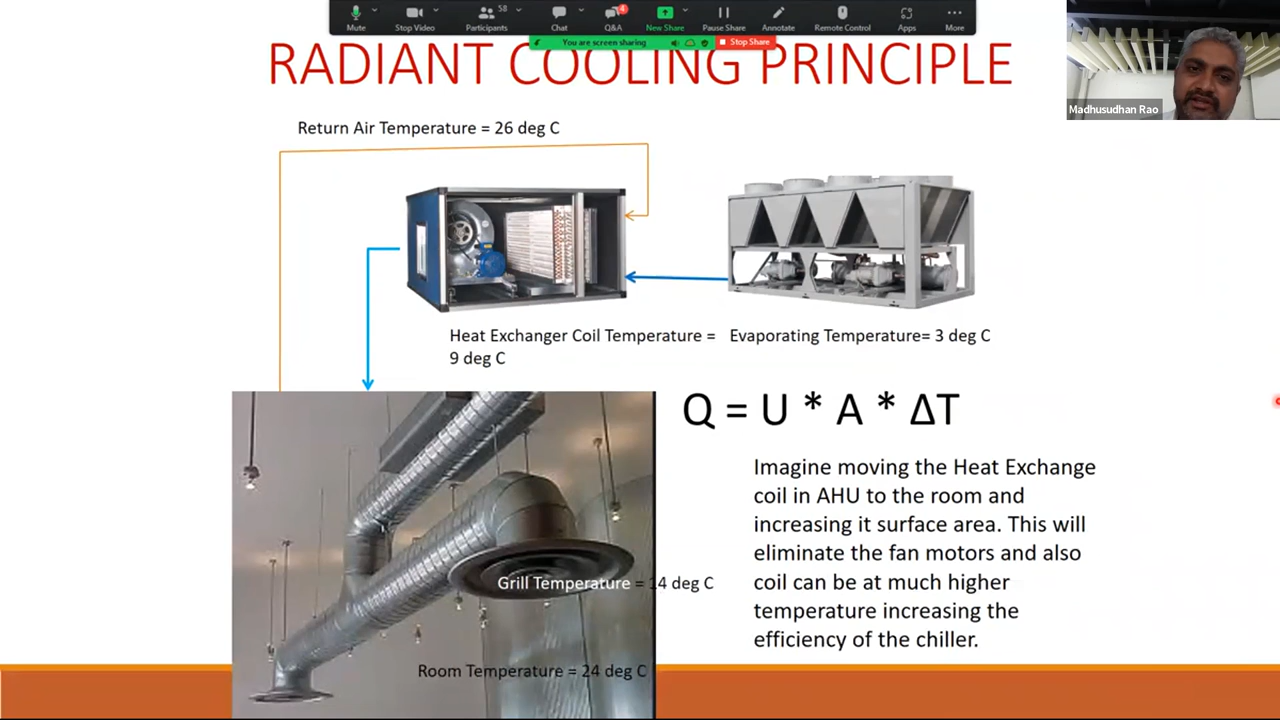 58
4
Mute
Stop Video
Participants
Chat
Q&A
New Share
Pause Share
Annotate
Remote Control
Apps
More
You are screen sharing
Stop Share
RADIANT COOLING PRINCIPLE
Madhusudhan Rao
Return Air Temperature = 26 deg C
Heat Exchanger Coil Temperature =
9 deg C
Evaporating Temperature= 3 deg C
Q = U * A * ΔT
Imagine moving the Heat Exchange
coil in AHU to the room and
increasing it surface area. This will
eliminate the fan motors and also
coil can be at much higher
temperature increasing the
efficiency of the chiller.
Grill Temperature = 14 deg C
Room Temperature = 24 deg C